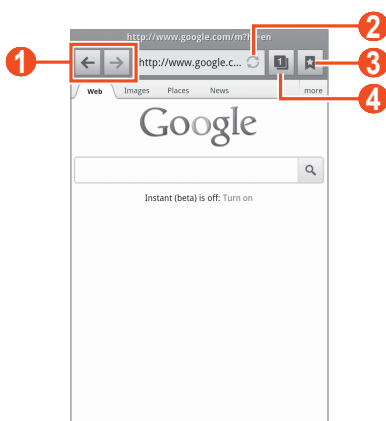 http://www.google.com/m?hl=en
2
1
http://www.google.c...
1
3
Web
Images
Places
News
more
4
Google
Instant (beta) is off: Turn on